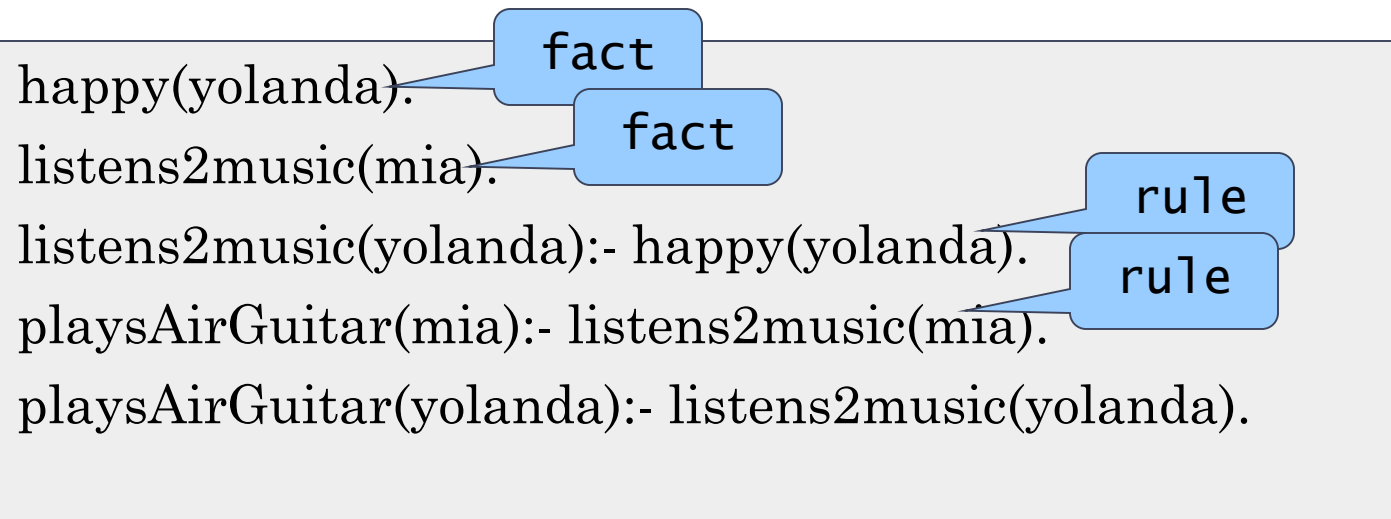 fact
happy(yolanda).
fact
listens2music(mia).
rule
listens2music(yolanda):- happy(yolanda).
rule
playsAirGuitar(mia):- listens2music(mia).
playsAirGuitar(yolanda):- listens2music(yolanda).